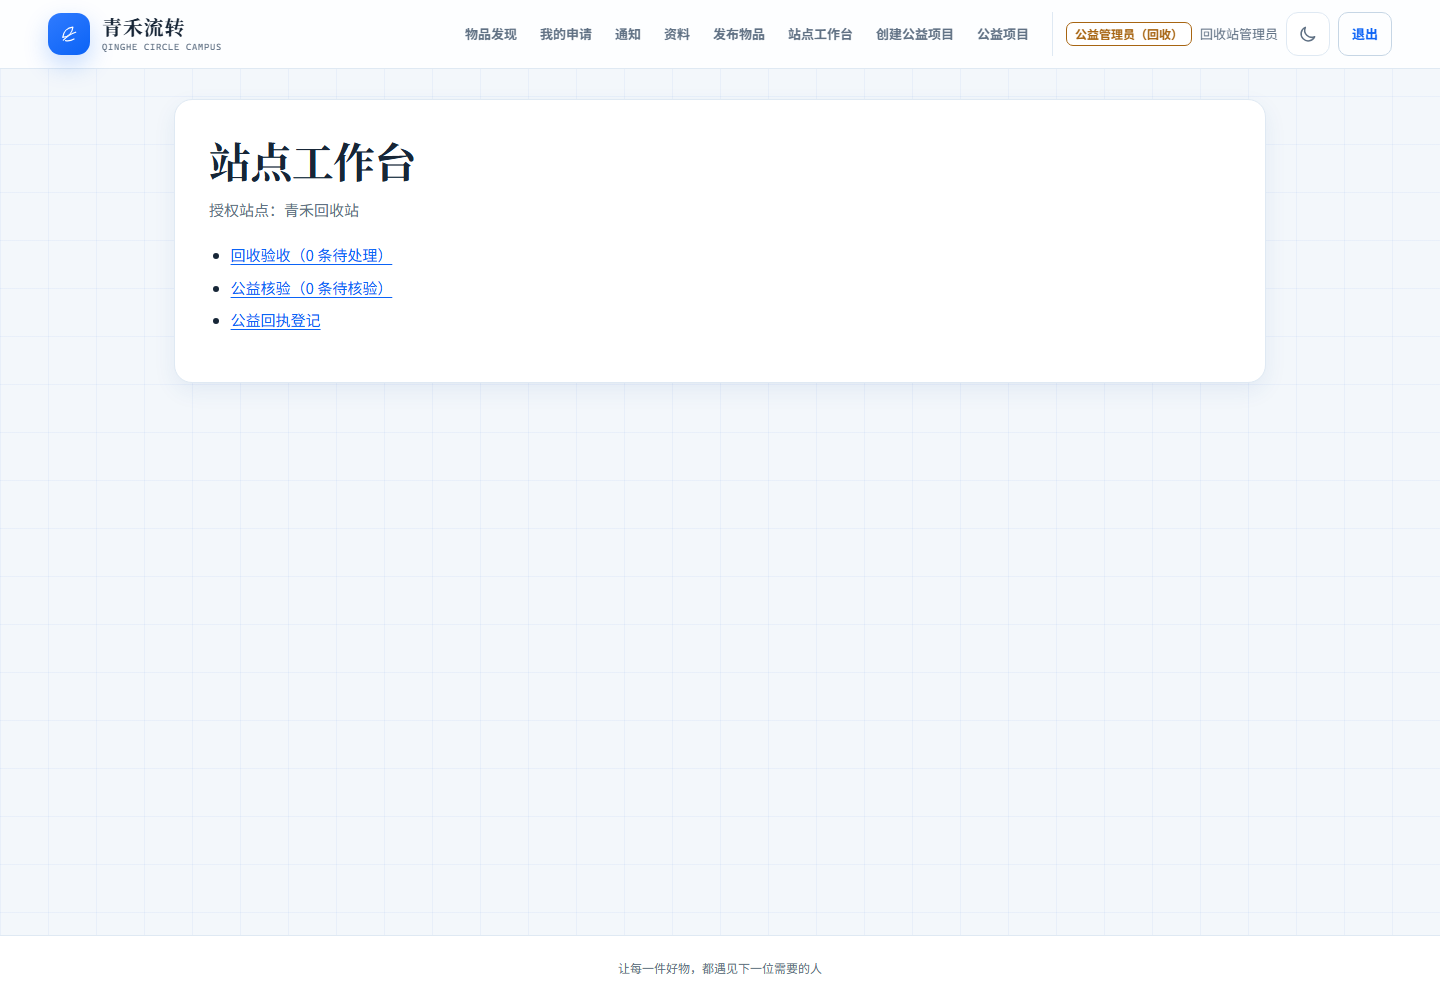 青禾流转
QINGHE CIRCLE CAMPUS
物品发现 我的申请 通知 资料 发布物品 站点工作台 创建公益项目 公益项目 公益管理员（回收） 回收站管理员 退出
站点工作台
授权站点：青禾回收站
回收验收（0 条待处理）
公益核验（0 条待核验）
公益回执登记
让每一件好物，都遇见下一位需要的人